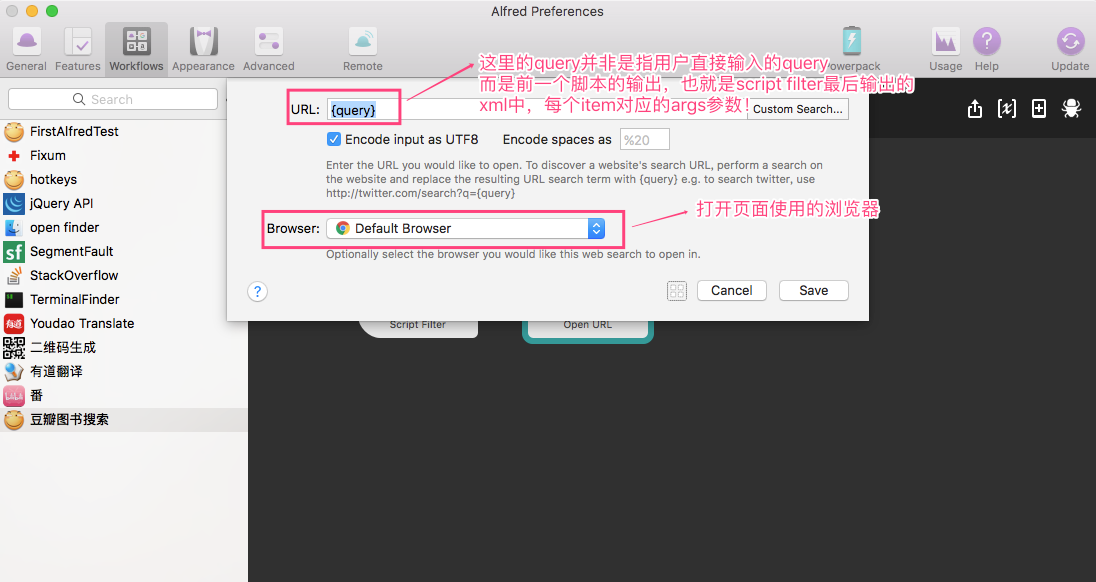 Alfred Preferences
General
Features
Workflows
Appearance
Advanced
Remote
owerpack
Usage
Help
Update
这里的query并非是指用户直接输入的query
而是前一个脚本的输出，也就是script filter最后输出的
xml中，每个item对应的args参数！
Search
URL: {query}
Custom Search...
Encode input as UTF8
Encode spaces as %20
Enter the URL you would like to open. To discover a website's search URL, perform a search on
the website and replace the resulting URL search term with {query} e.g. to search twitter, use
http://twitter.com/search?q={query}
打开页面使用的浏览器
Browser: Default Browser
Optionally select the browser you would like this web search to open in.
?
Cancel
Save
Script Filter
Open URL
FirstAlfredTest
Fixum
hotkeys
jQuery API
open finder
sf
SegmentFault
StackOverflow
TerminalFinder
有道
Youdao Translate
二维码生成
有道翻译
番
豆瓣图书搜索